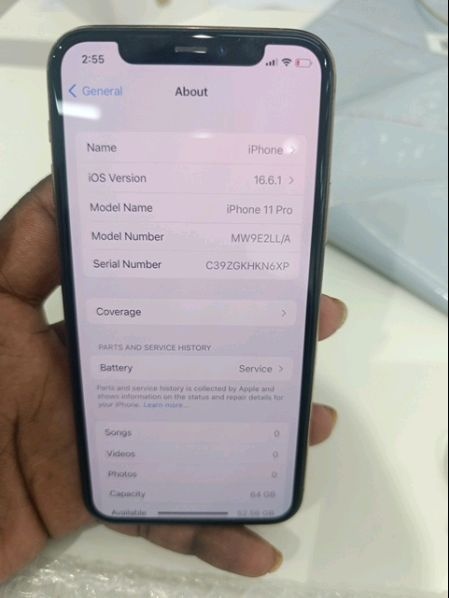 2:55
General
About
Name iPhone
iOS Version 16.6.1
Model Name iPhone 11 Pro
Model Number MW9E2LL/A
Serial Number C39ZGKHKN6XP
Coverage
PARTS AND SERVICE HISTORY
Battery Service
Parts and service history is collected by Apple and
shows information on the status and repair details for
your iPhone. Learn more...
Songs 0
Videos 0
Photos 0
Capacity 64 GB
Available